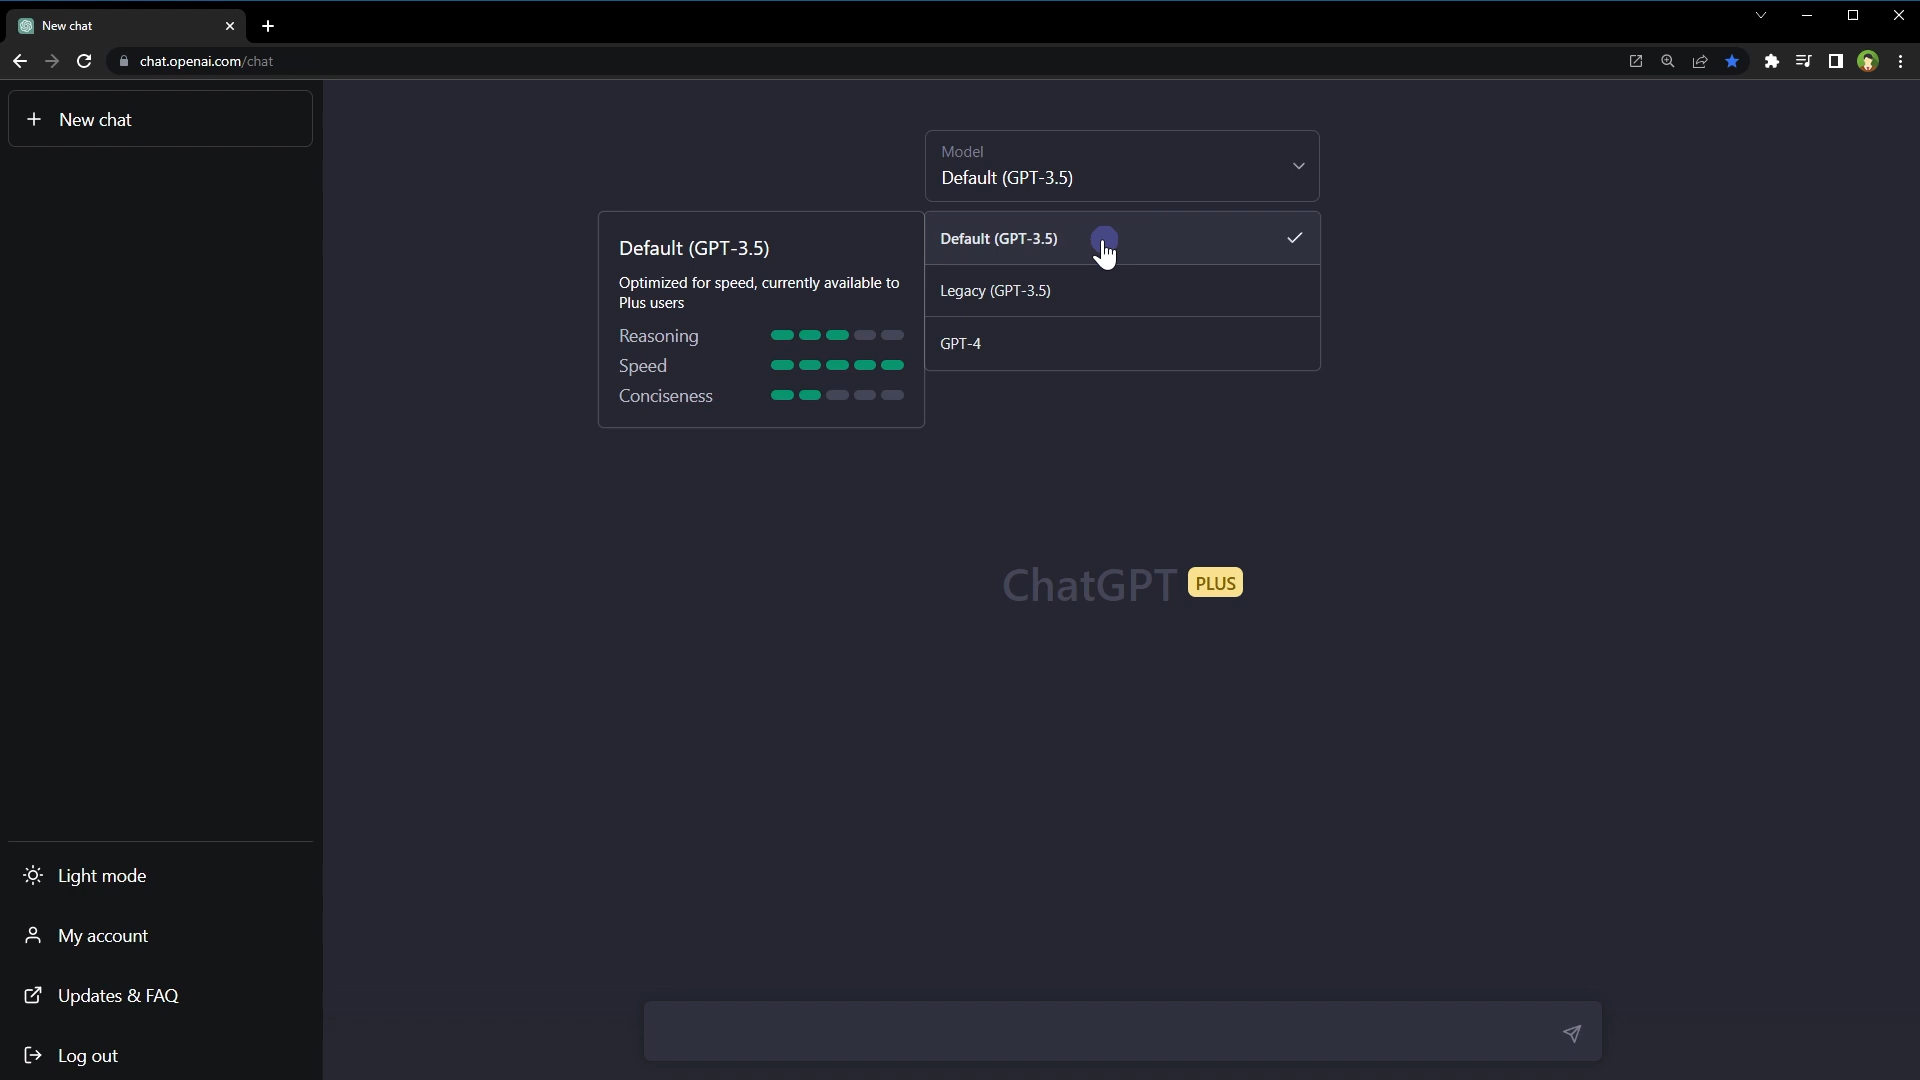 New chat
chat.openai.com/chat
New chat
Model
Default (GPT-3.5)
Default (GPT-3.5)
Optimized for speed, currently available to
Plus users
Reasoning
Speed
Conciseness
Default (GPT-3.5)
Legacy (GPT-3.5)
GPT-4
ChatGPT PLUS
Light mode
My account
Updates & FAQ
Log out